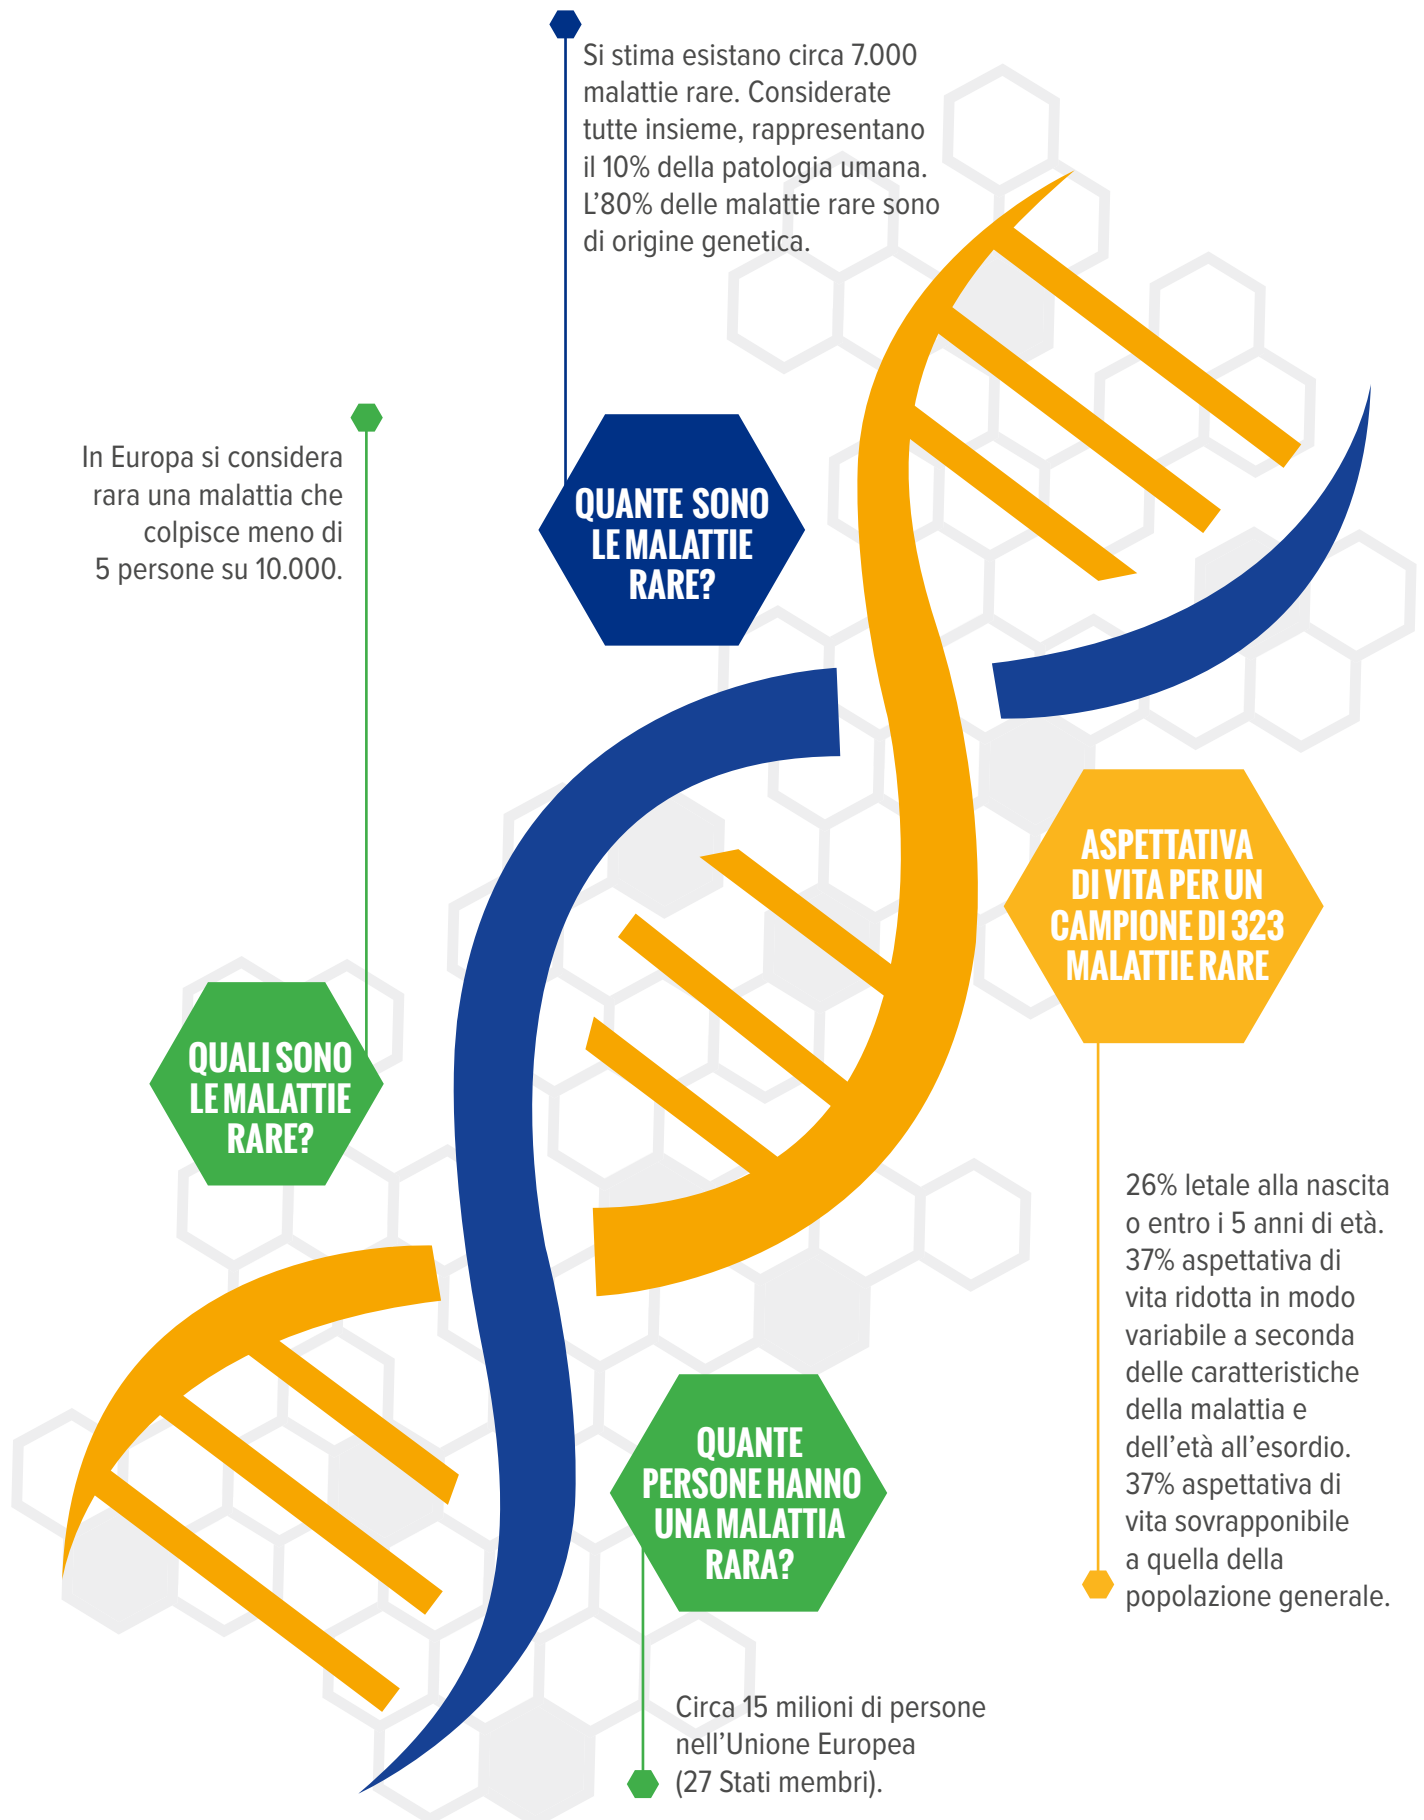 Si stima esistano circa 7.000
malattie rare. Considerate
tutte insieme, rappresentano
il 10% della patologia umana.
L’80% delle malattie rare sono
di origine genetica.
In Europa si considera
rara una malattia che
colpisce meno di
5 persone su 10.000.
QUANTE SONO
LE MALATTIE
RARE?
ASPETTATIVA
DI VITA PER UN
CAMPIONE DI 323
MALATTIE RARE
QUALI SONO
LE MALATTIE
RARE?
26% letale alla nascita
o entro i 5 anni di età.
37% aspettativa di
vita ridotta in modo
variabile a seconda
delle caratteristiche
della malattia e
dell’età all’esordio.
37% aspettativa di
vita sovrapponibile
a quella della
popolazione generale.
QUANTE
PERSONE HANNO
UNA MALATTIA
RARA?
Circa 15 milioni di persone
nell’Unione Europea
(27 Stati membri).